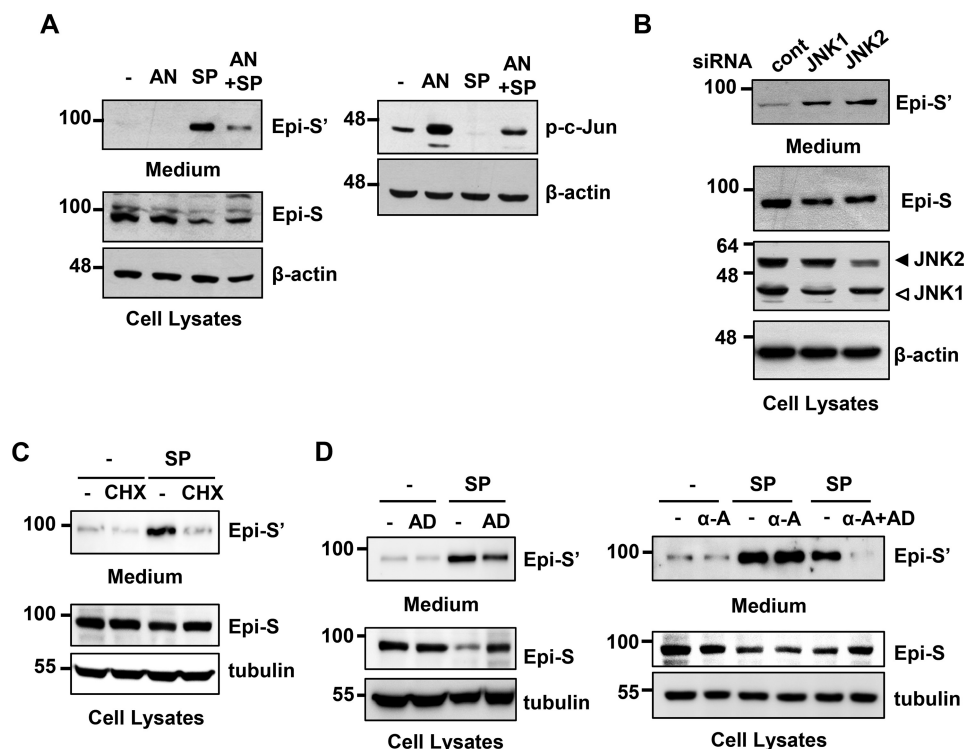 A
- AN SP AN +SP
100 Epi-S’
Medium
100 Epi-S
48 β-actin
Cell Lysates
- AN SP AN +SP
48 p-c-Jun
48 β-actin
B
siRNA cont JNK1 JNK2
100 Epi-S’
Medium
100 Epi-S
64
48 JNK2
JNK1
48 β-actin
Cell Lysates
C
- SP
- CHX - CHX
100 Epi-S’
Medium
100 Epi-S
55 tubulin
Cell Lysates
D
- SP
- AD - AD
100 Epi-S’
Medium
100 Epi-S
55 tubulin
Cell Lysates
- SP SP
- α-A - α-A - α-A+AD
100 Epi-S’
Medium
100 Epi-S
55 tubulin
Cell Lysates